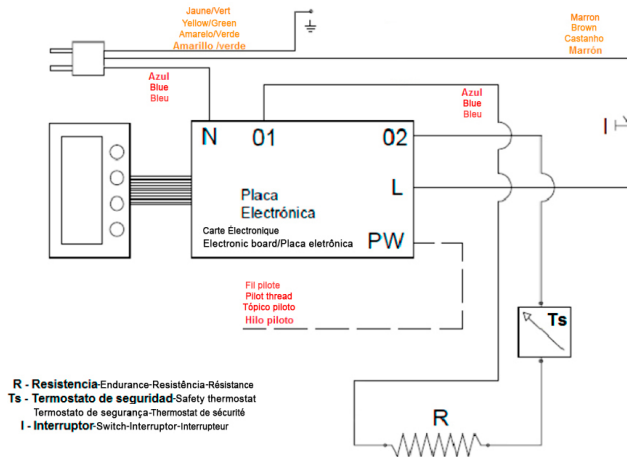 Jaune/Vert
Yellow/Green
Amarelo/Verde
Amarillo /verde
Marron
Brown
Castanho
Marrón
Azul
Blue
Bleu
Azul
Blue
Bleu
I
N
01
02
L
PW
Placa
Electrónica
Carte Électronique
Electronic board/Placa eletrônica
Fil pilote
Pilot thread
Tópico piloto
Hilo piloto
Ts
R
R - Resistencia-Endurance-Resistência-Résistance
Ts - Termostato de seguridad-Safety thermostat
Termostato de segurança-Thermostat de sécurité
I - Interruptor-Switch-Interruptor-Interrupteur